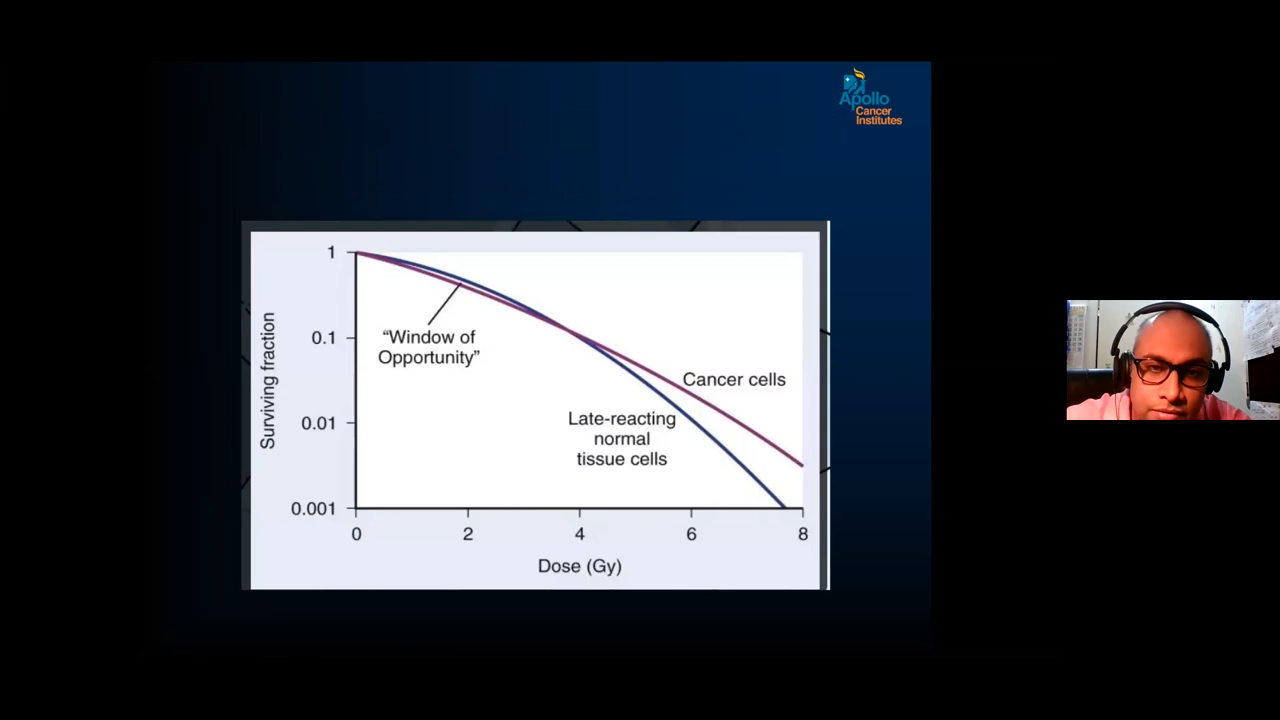 Apollo
Cancer
Institutes
1
0.1
0.01
0.001
Surviving fraction
“Window of
Opportunity”
Cancer cells
Late-reacting
normal
tissue cells
0 2 4 6 8
Dose (Gy)